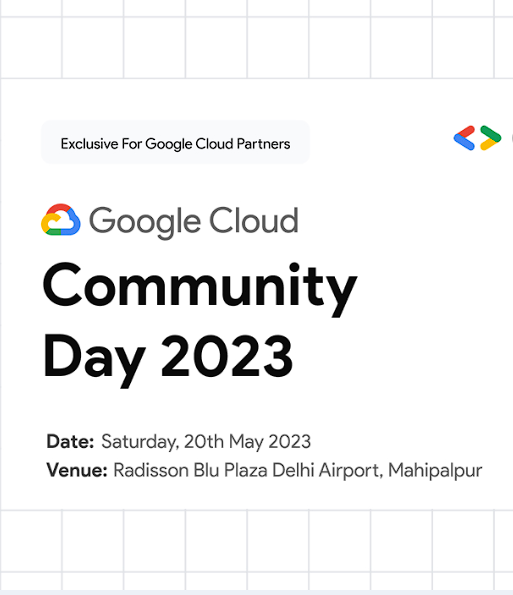 Exclusive For Google Cloud Partners
Google Cloud
Community
Day 2023
Date: Saturday, 20th May 2023
Venue: Radisson Blu Plaza Delhi Airport, Mahipalpur